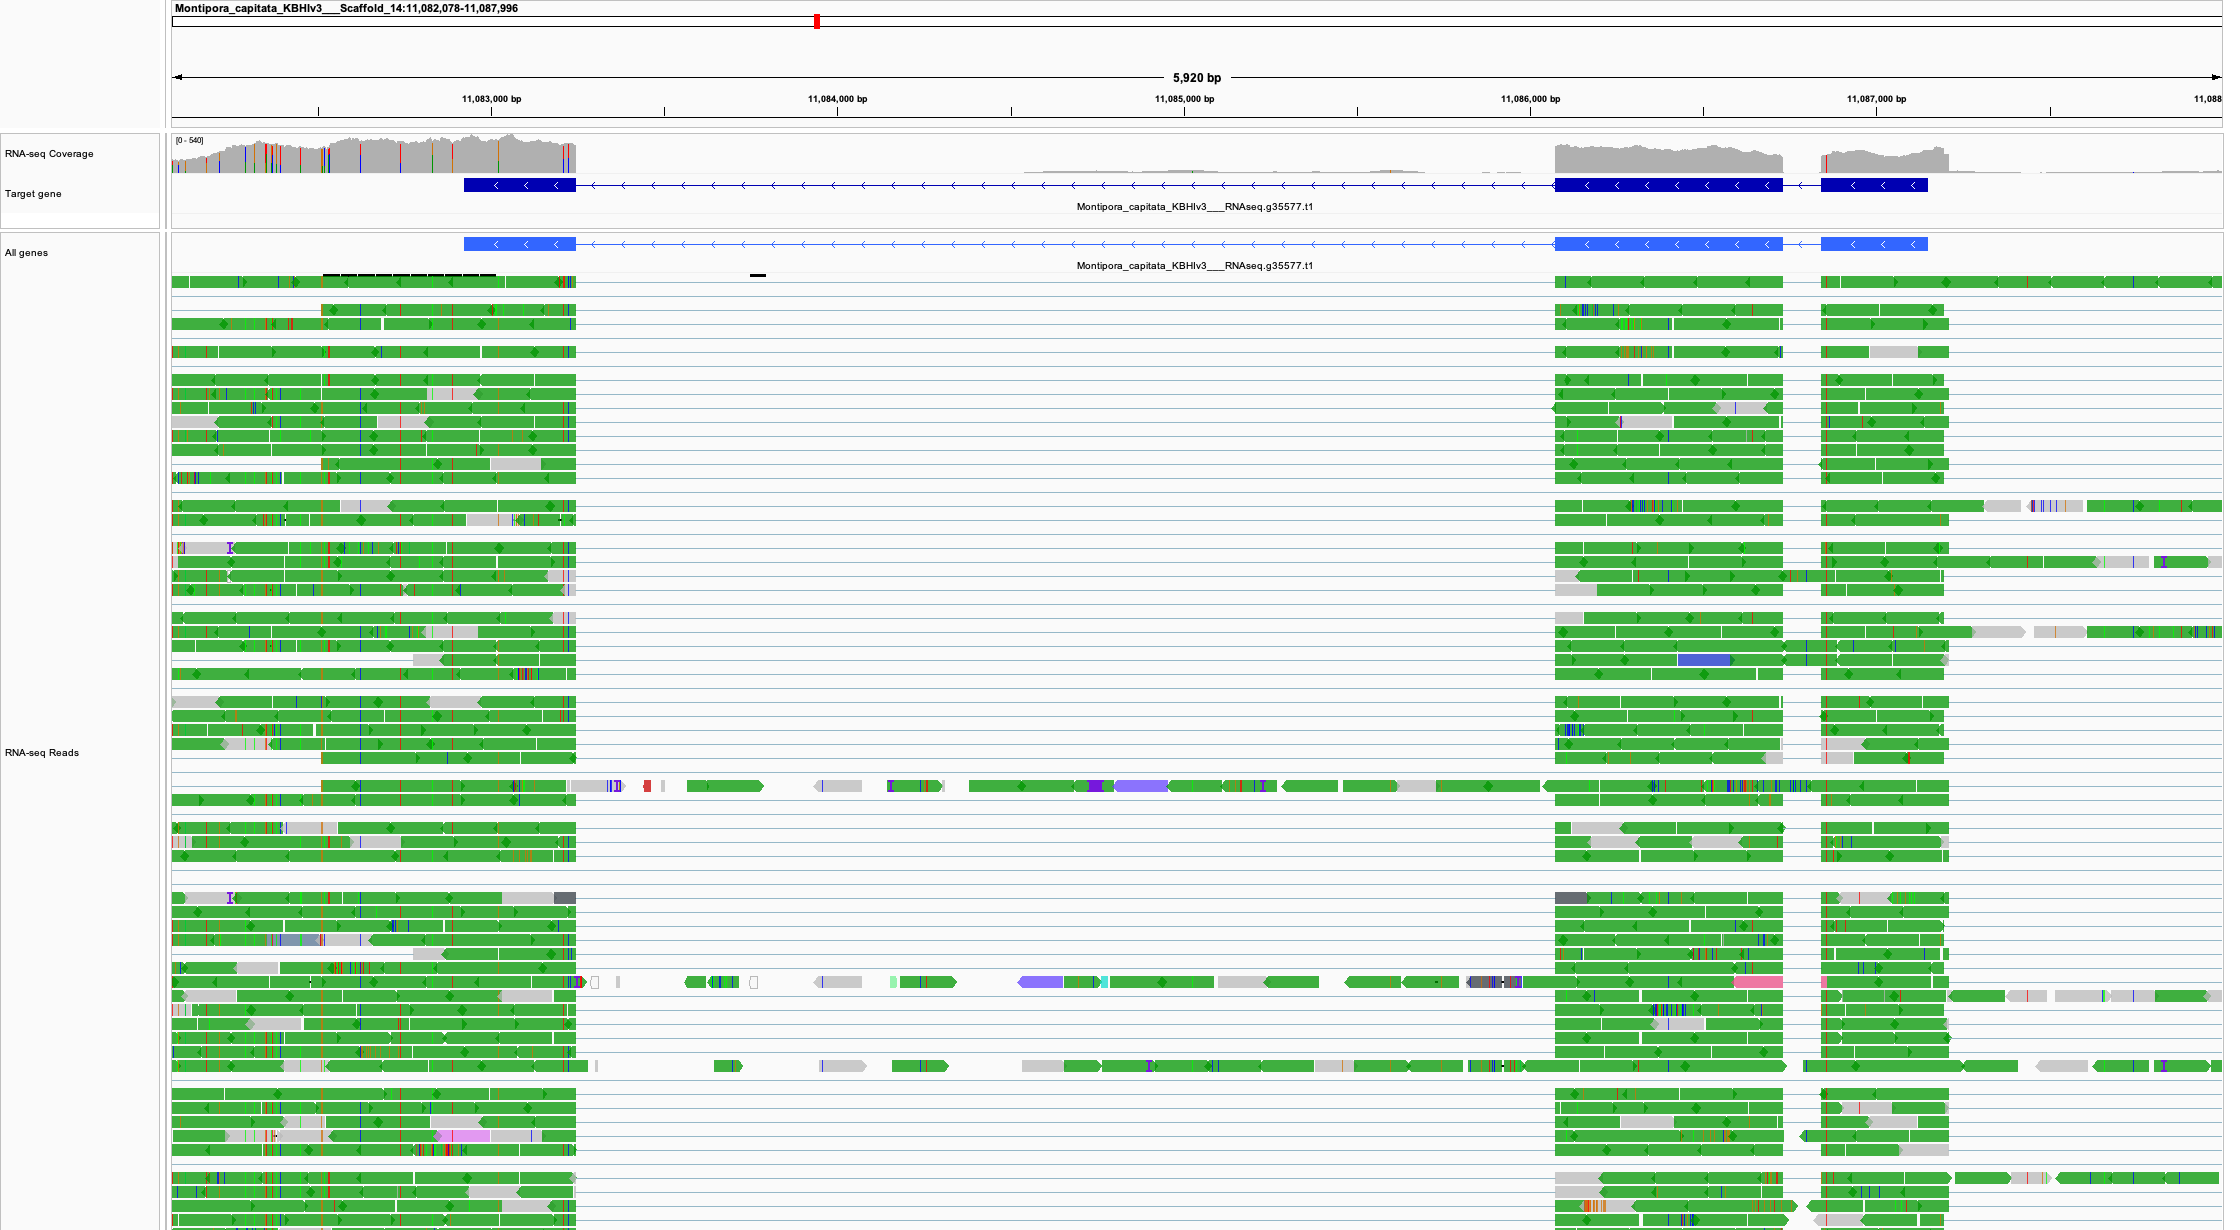 Montipora_capitata_KBHIv3___Scaffold_14:11,082,078-11,087,996
5,920 bp
11,083,000 bp
11,084,000 bp
11,085,000 bp
11,086,000 bp
11,087,000 bp
11,088
[0 - 540]
RNA-seq Coverage
Target gene
Montipora_capitata_KBHIv3___RNAseq.g35577.t1
All genes
Montipora_capitata_KBHIv3___RNAseq.g35577.t1
RNA-seq Reads